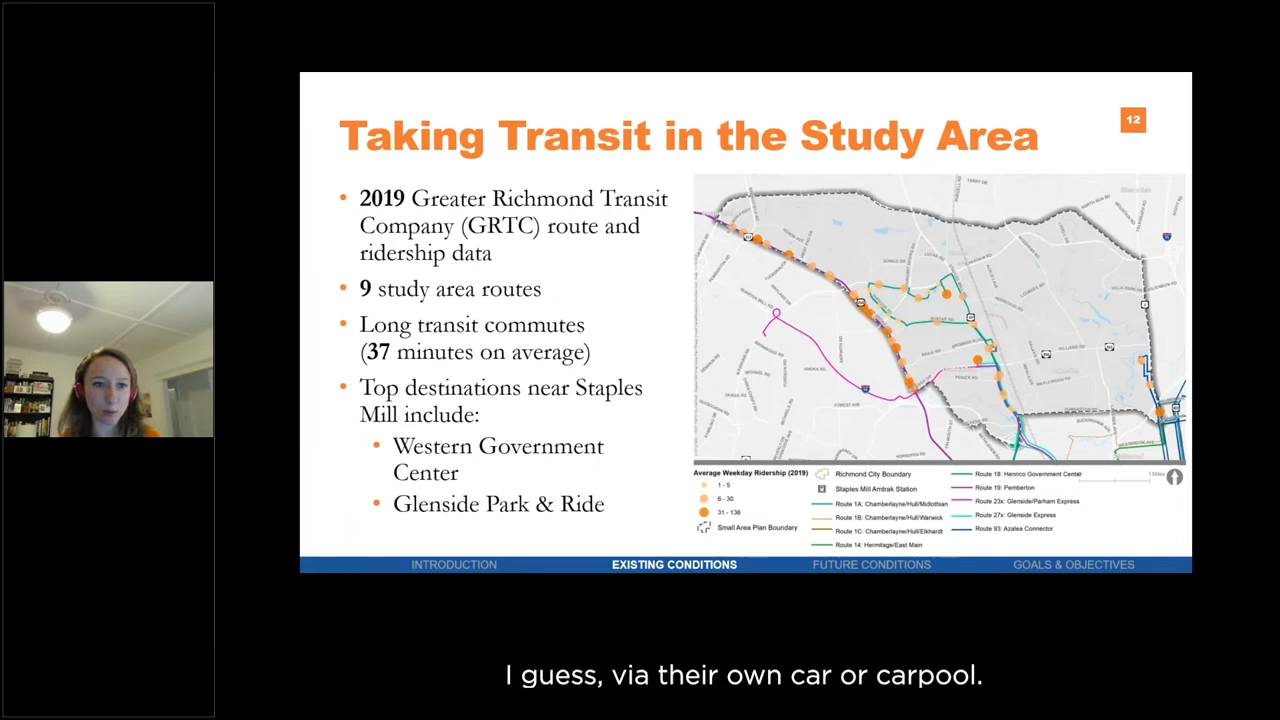 Taking Transit in the Study Area
12
• 2019 Greater Richmond Transit
Company (GRTC) route and
ridership data
• 9 study area routes
• Long transit commutes
(37 minutes on average)
• Top destinations near Staples
Mill include:
• Western Government
Center
• Glenside Park & Ride
Average Weekday Ridership (2019)
1 - 5
6 - 30
31 - 136
Small Area Plan Boundary
Richmond City Boundary
Staples Mill Amtrak Station
Route 1A: Chamberlayne/Hull/Midlothian
Route 1B: Chamberlayne/Hull/Warwick
Route 1C: Chamberlayne/Hull/Elkhardt
Route 14: Hermitage/East Main
Route 18: Henrico Government Center
Route 19: Pemberton
Route 23x: Glenside/Parham Express
Route 27x: Glenside Express
Route 93: Azalea Connector
1 Miles
INTRODUCTION
EXISTING CONDITIONS
FUTURE CONDITIONS
GOALS & OBJECTIVES
I guess, via their own car or carpool.